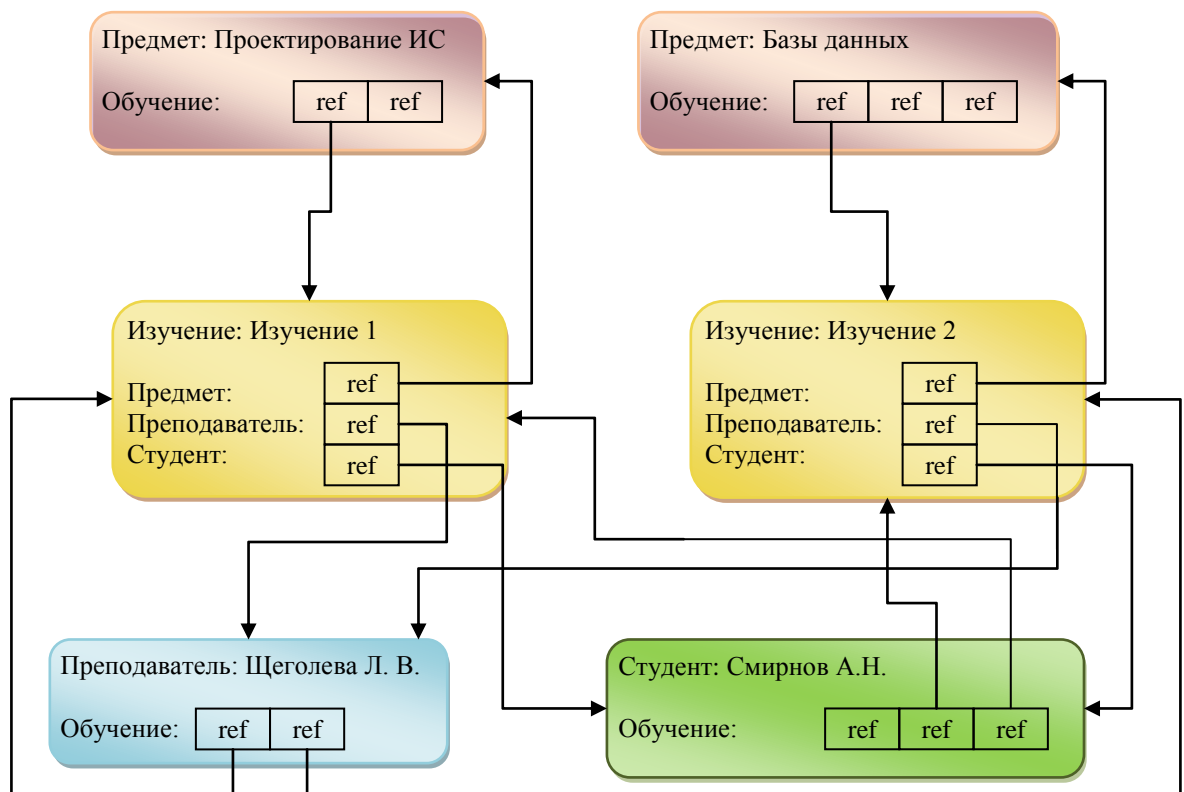 Предмет: Проектирование ИС
Обучение: ref ref
Предмет: Базы данных
Обучение: ref ref ref
Изучение: Изучение 1
Предмет: ref
Преподаватель: ref
Студент: ref
Изучение: Изучение 2
Предмет: ref
Преподаватель: ref
Студент: ref
Преподаватель: Щеголева Л. В.
Обучение: ref ref
Студент: Смирнов А.Н.
Обучение: ref ref ref